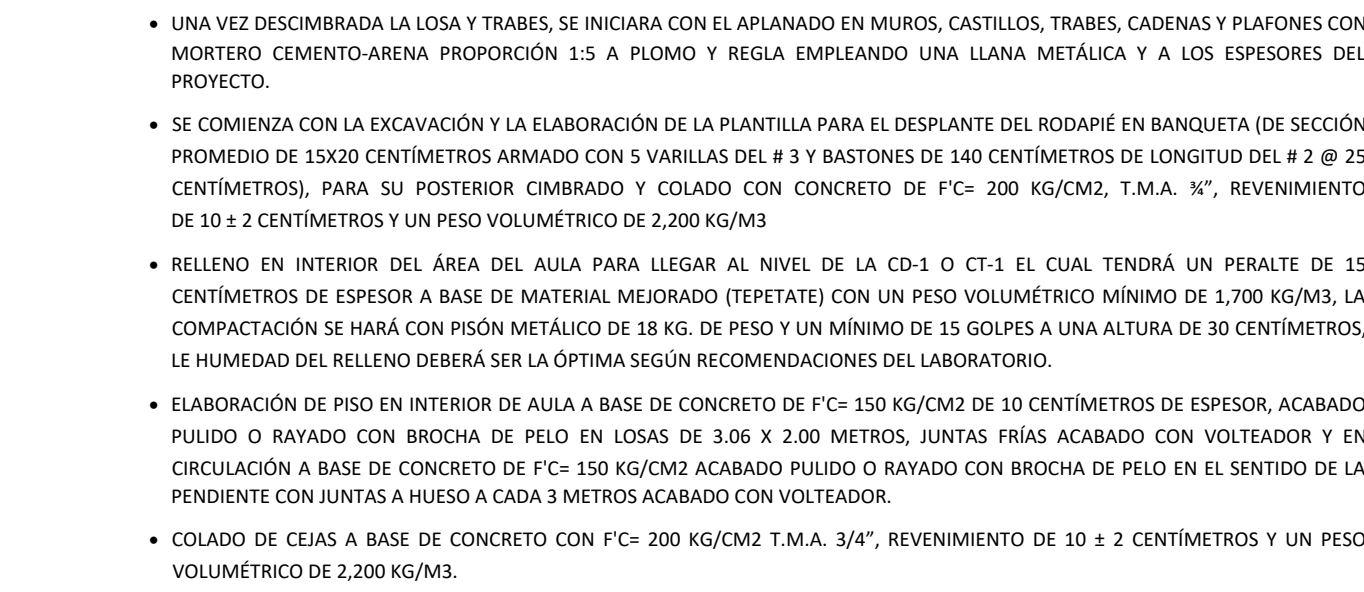 • UNA VEZ DESCIMBRADA LA LOSA Y TRABES, SE INICIARA CON EL APLANADO EN MUROS, CASTILLOS, TRABES, CADENAS Y PLAFONES CON
MORTERO CEMENTO-ARENA PROPORCIÓN 1:5 A PLOMO Y REGLA EMPLEANDO UNA LLANA METÁLICA Y A LOS ESPESORES DEL
PROYECTO.
• SE COMIENZA CON LA EXCAVACIÓN Y LA ELABORACIÓN DE LA PLANTILLA PARA EL DESPLANTE DEL RODAPIÉ EN BANQUETA (DE SECCIÓN
PROMEDIO DE 15X20 CENTÍMETROS ARMADO CON 5 VARILLAS DEL # 3 Y BASTONES DE 140 CENTÍMETROS DE LONGITUD DEL # 2 @ 25
CENTÍMETROS), PARA SU POSTERIOR CIMBRADO Y COLADO CON CONCRETO DE F'C= 200 KG/CM2, T.M.A. ¾”, REVENIMIENTO
DE 10 ± 2 CENTÍMETROS Y UN PESO VOLUMÉTRICO DE 2,200 KG/M3
• RELLENO EN INTERIOR DEL ÁREA DEL AULA PARA LLEGAR AL NIVEL DE LA CD-1 O CT-1 EL CUAL TENDRÁ UN PERALTE DE 15
CENTÍMETROS DE ESPESOR A BASE DE MATERIAL MEJORADO (TEPETATE) CON UN PESO VOLUMÉTRICO MÍNIMO DE 1,700 KG/M3, LA
COMPACTACIÓN SE HARÁ CON PISÓN METÁLICO DE 18 KG. DE PESO Y UN MÍNIMO DE 15 GOLPES A UNA ALTURA DE 30 CENTÍMETROS,
LE HUMEDAD DEL RELLENO DEBERÁ SER LA ÓPTIMA SEGÚN RECOMENDACIONES DEL LABORATORIO.
• ELABORACIÓN DE PISO EN INTERIOR DE AULA A BASE DE CONCRETO DE F'C= 150 KG/CM2 DE 10 CENTÍMETROS DE ESPESOR, ACABADO
PULIDO O RAYADO CON BROCHA DE PELO EN LOSAS DE 3.06 X 2.00 METROS, JUNTAS FRÍAS ACABADO CON VOLTEADOR Y EN
CIRCULACIÓN A BASE DE CONCRETO DE F'C= 150 KG/CM2 ACABADO PULIDO O RAYADO CON BROCHA DE PELO EN EL SENTIDO DE LA
PENDIENTE CON JUNTAS A HUESO A CADA 3 METROS ACABADO CON VOLTEADOR.
• COLADO DE CEJAS A BASE DE CONCRETO CON F'C= 200 KG/CM2 T.M.A. 3/4”, REVENIMIENTO DE 10 ± 2 CENTÍMETROS Y UN PESO
VOLUMÉTRICO DE 2,200 KG/M3.